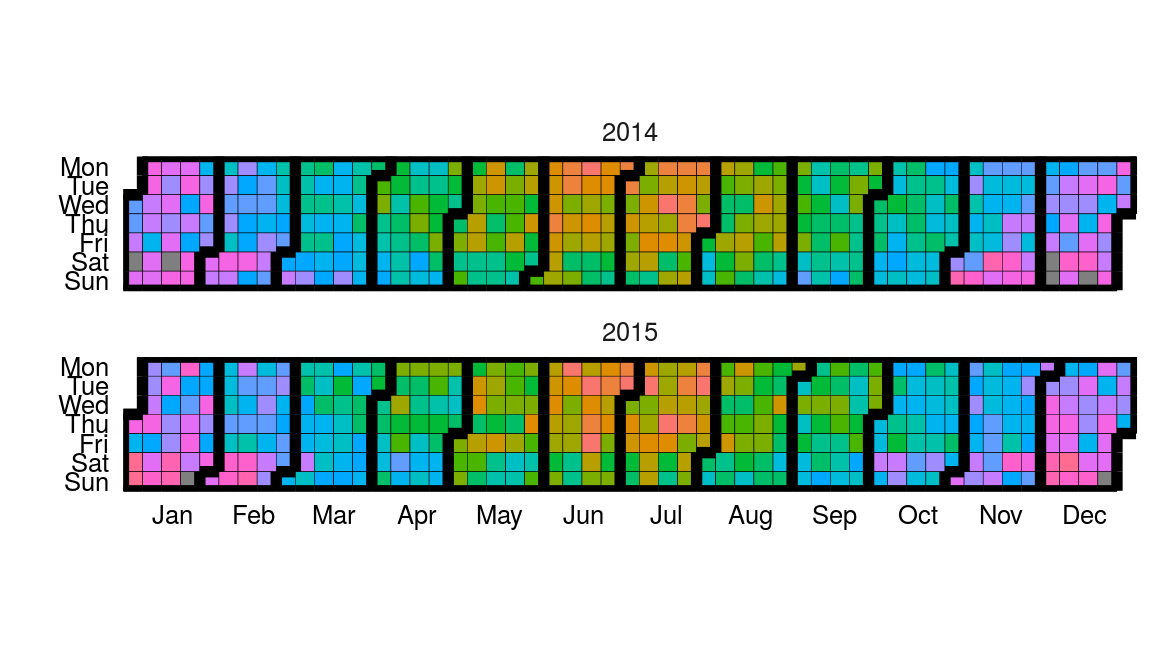 2014
Mon
Tue
Wed
Thu
Fri
Sat
Sun
2015
Mon
Tue
Wed
Thu
Fri
Sat
Sun
Jan Feb Mar Apr May Jun Jul Aug Sep Oct Nov Dec